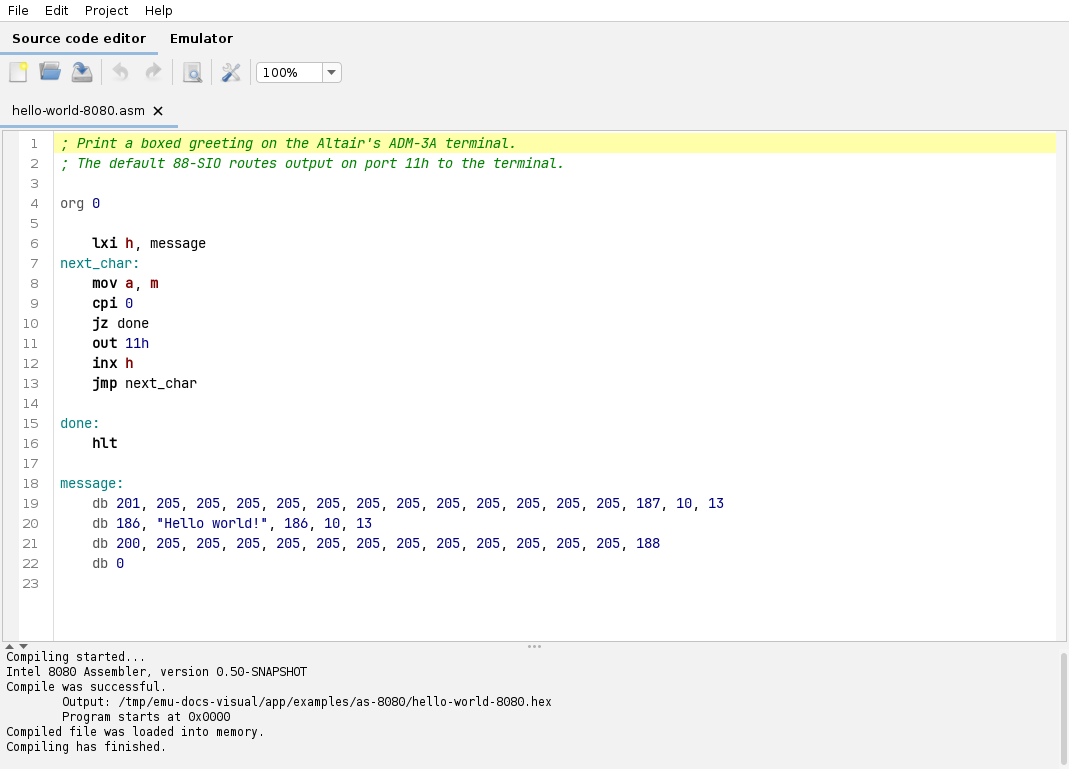 File Edit Project Help
Source code editor Emulator
100%
hello-world-8080.asm
1 ; Print a boxed greeting on the Altair's ADM-3A terminal.
2 ; The default 88-SIO routes output on port 11h to the terminal.
3
4 org 0
5
6 lxi h, message
7 next_char:
8 mov a, m
9 cpi 0
10 jz done
11 out 11h
12 inx h
13 jmp next_char
14
15 done:
16 hlt
17
18 message:
19 db 201, 205, 205, 205, 205, 205, 205, 205, 205, 205, 205, 205, 205, 187, 10, 13
20 db 186, "Hello world!", 186, 10, 13
21 db 200, 205, 205, 205, 205, 205, 205, 205, 205, 205, 205, 205, 205, 188
22 db 0
23
Compiling started...
Intel 8080 Assembler, version 0.50-SNAPSHOT
Compile was successful.
Output: /tmp/emu-docs-visual/app/examples/as-8080/hello-world-8080.hex
Program starts at 0x0000
Compiled file was loaded into memory.
Compiling has finished.